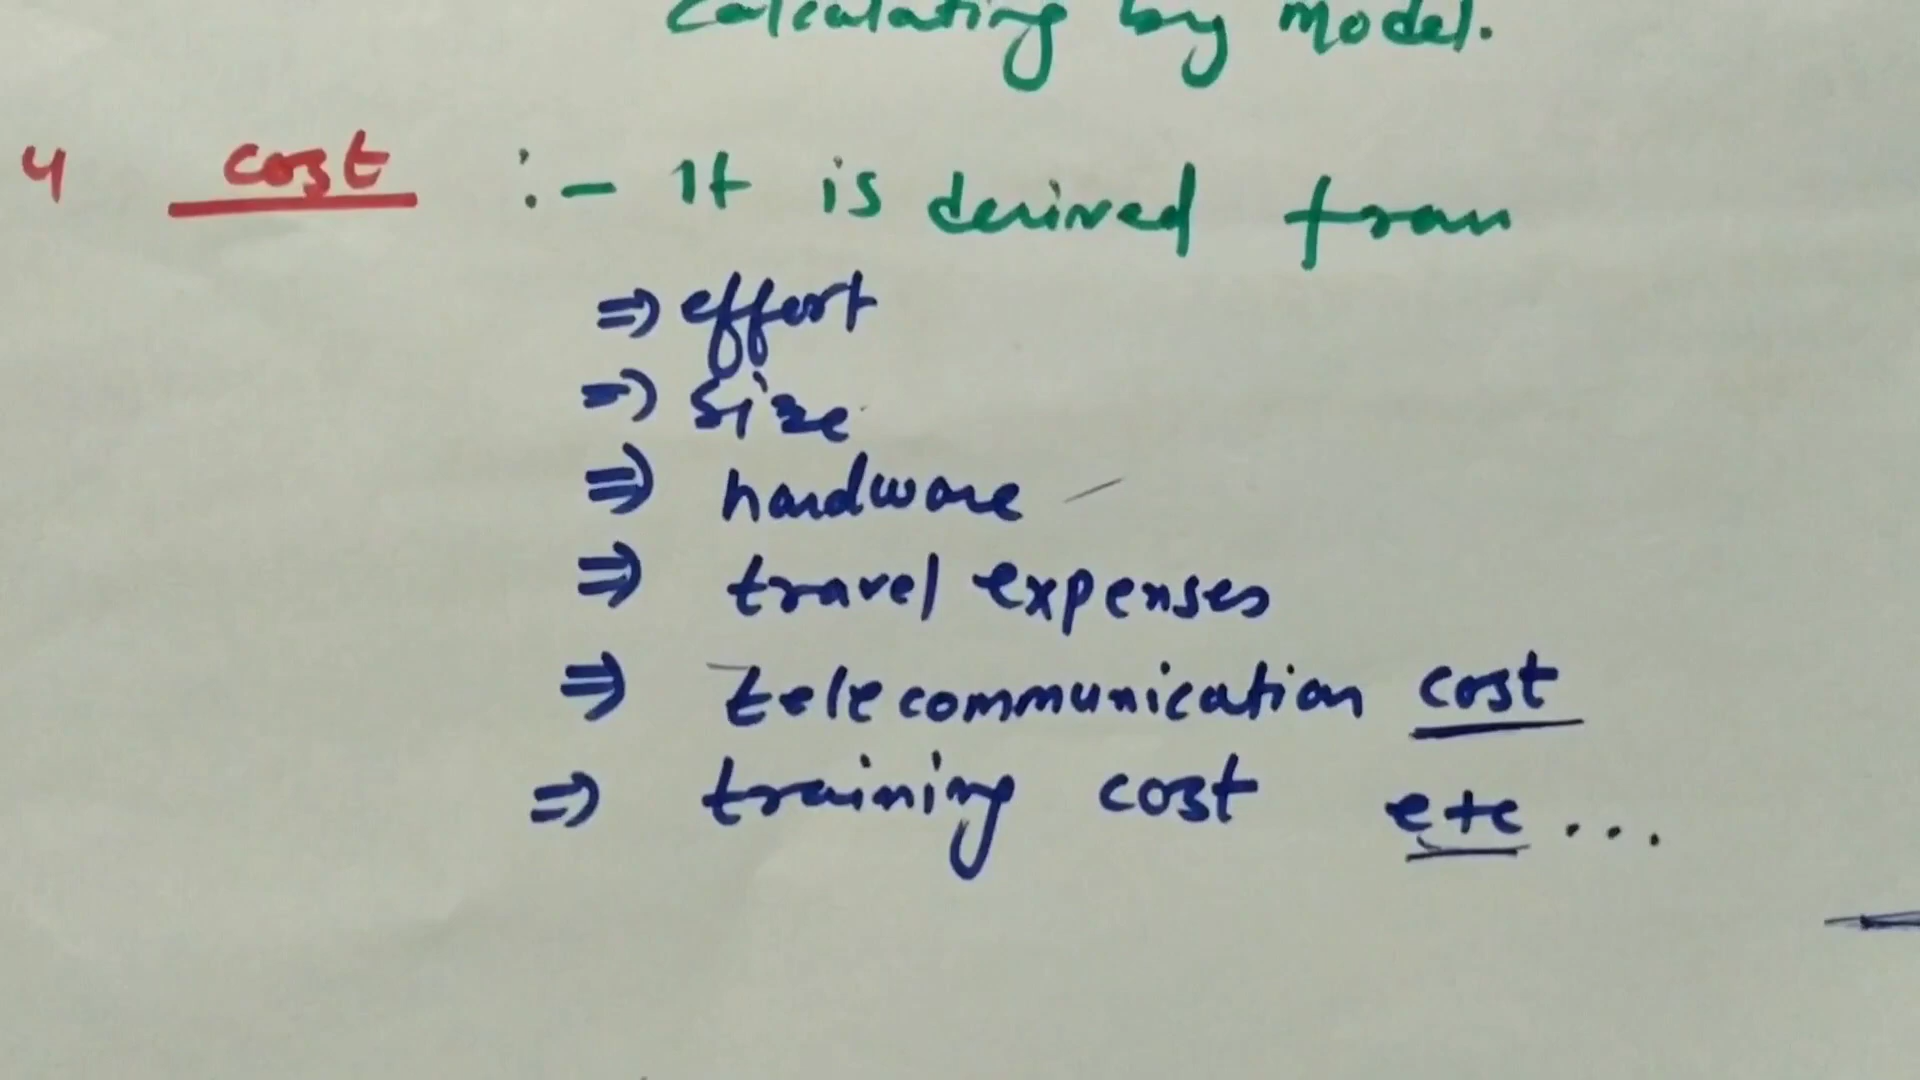 calculating by model.
4 cost :- It is derived from
⇒ effort
⇒ size
⇒ hardware
⇒ travel expenses
⇒ telecommunication cost
⇒ training cost etc ...